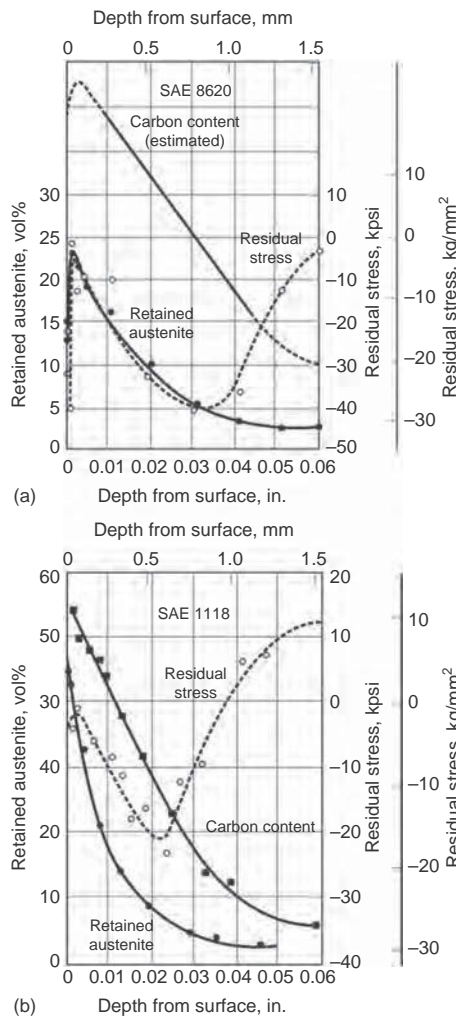 Depth from surface, mm
0 0.5 1.0 1.5
SAE 8620
Carbon content
(estimated)
Residual
stress
Retained
austenite
Retained austenite, vol%
30
25
20
15
10
5
0
10
0
–10
–20
–30
–40
–50
Residual stress, kpsi
10
0
–10
–20
–30
Residual stress, kg/mm²
0 0.01 0.02 0.03 0.04 0.05 0.06
(a) Depth from surface, in.
Depth from surface, mm
0 0.5 1.0 1.5
SAE 1118
Residual
stress
Carbon content
Retained
austenite
Retained austenite, vol%
60
50
30
40
20
10
0
20
10
0
–10
–20
–30
–40
Residual stress, kpsi
10
0
–10
–20
–30
Residual stress, kg/mm²
0 0.01 0.02 0.03 0.04 0.05 0.06
(b) Depth from surface, in.